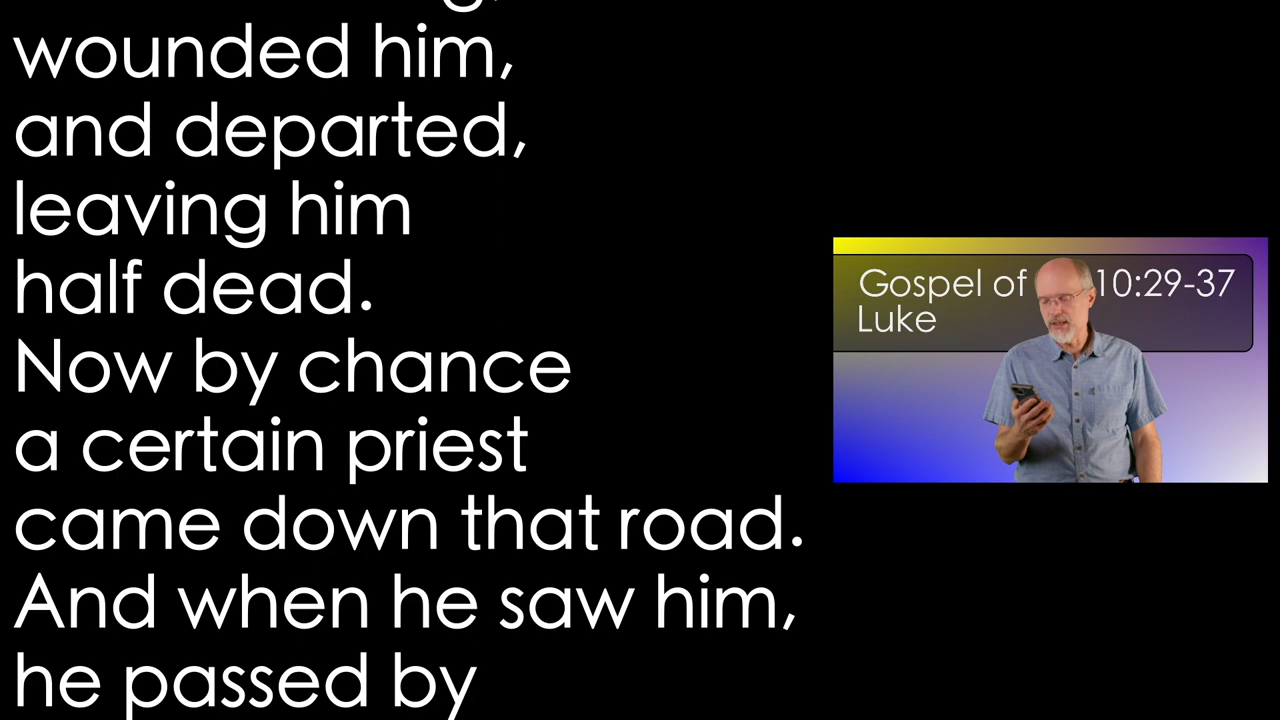 wounded him,
and departed,
leaving him
half dead.
Now by chance
a certain priest
came down that road.
And when he saw him,
he passed by
Gospel of 10:29-37
Luke